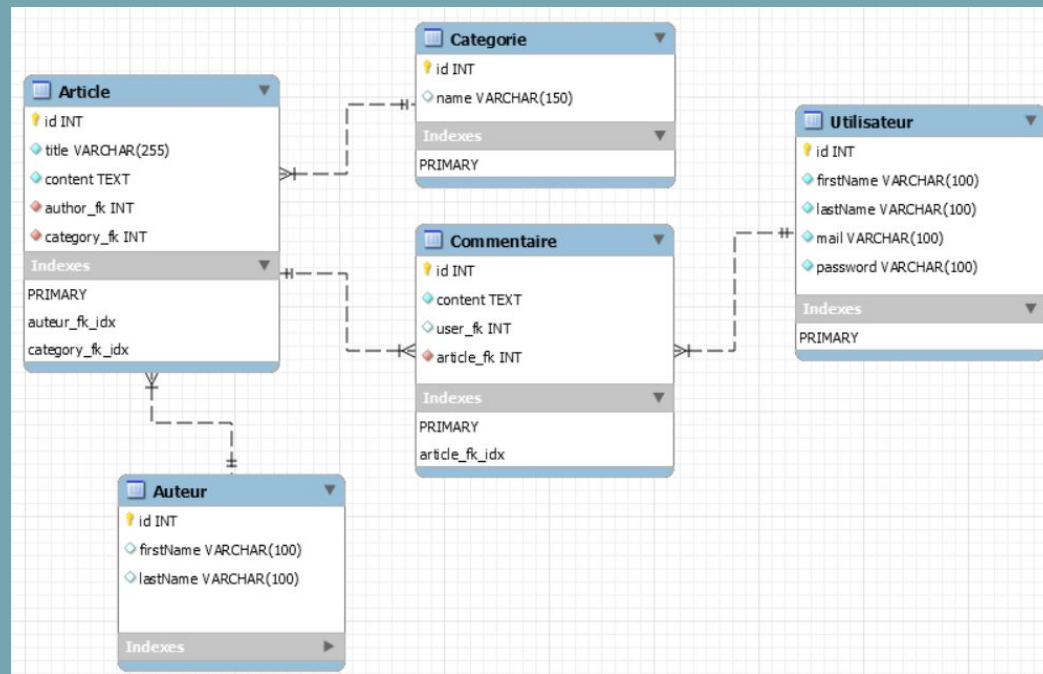 Article
id INT
title VARCHAR(255)
content TEXT
author_fk INT
category_fk INT
Indexes
PRIMARY
auteur_fk_idx
category_fk_idx
Categorie
id INT
name VARCHAR(150)
Indexes
PRIMARY
Commentaire
id INT
content TEXT
user_fk INT
article_fk INT
Indexes
PRIMARY
article_fk_idx
Utilisateur
id INT
firstName VARCHAR(100)
lastName VARCHAR(100)
mail VARCHAR(100)
password VARCHAR(100)
Indexes
PRIMARY
Auteur
id INT
firstName VARCHAR(100)
lastName VARCHAR(100)
Indexes